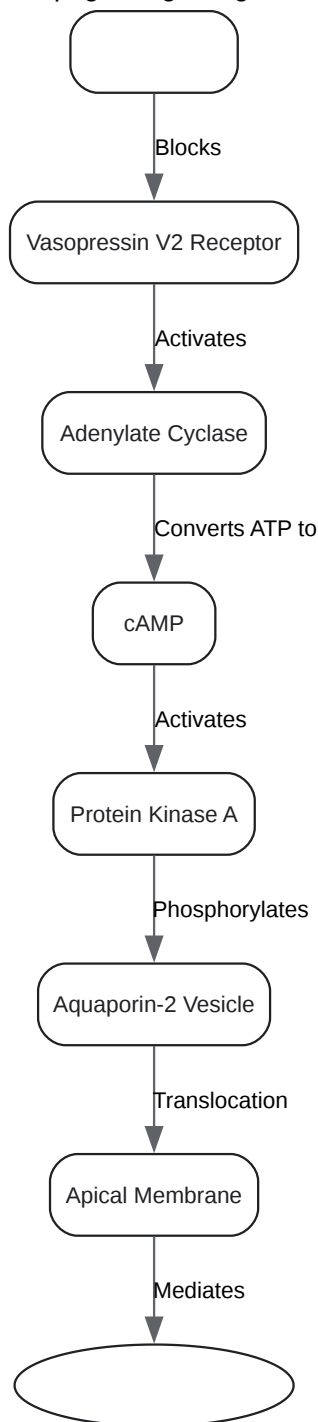 Blocks
Vasopressin V2 Receptor
Activates
Adenylate Cyclase
Converts ATP to
cAMP
Activates
Protein Kinase A
Phosphorylates
Aquaporin-2 Vesicle
Translocation
Apical Membrane
Mediates